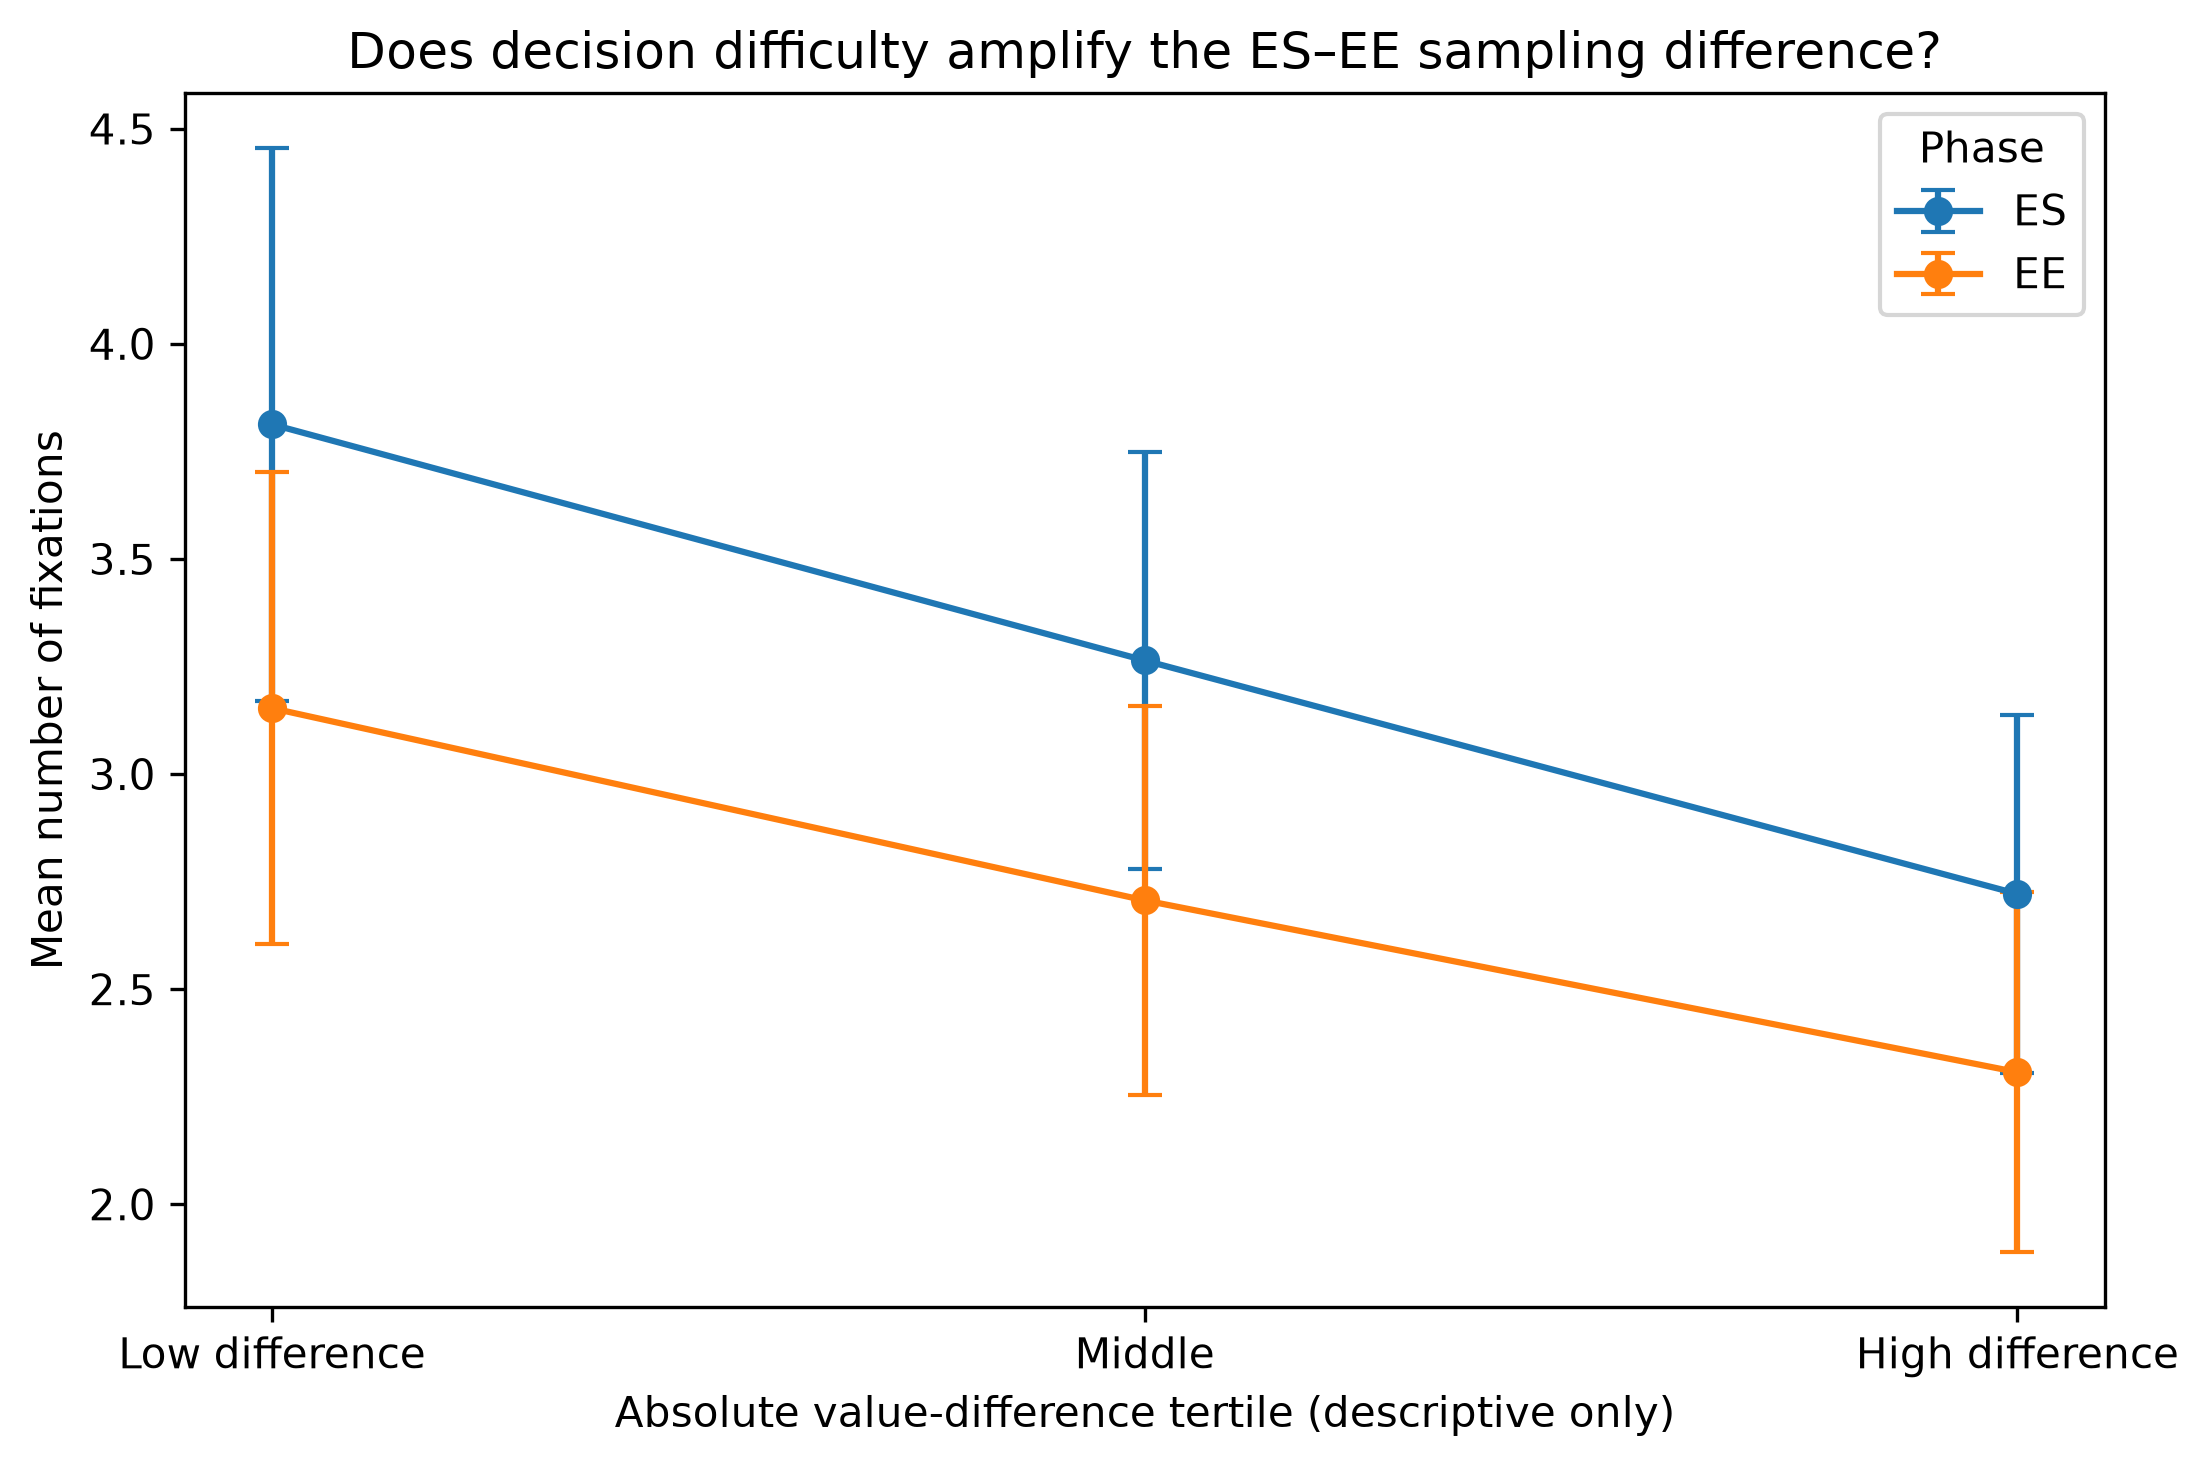 Does decision difficulty amplify the ES–EE sampling difference?
4.5
4.0
3.5
3.0
2.5
2.0
Mean number of fixations
Phase
ES
EE
Low difference
Middle
High difference
Absolute value-difference tertile (descriptive only)